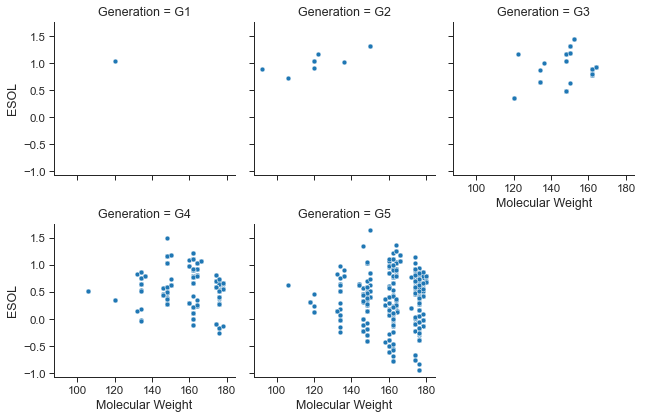 Generation = G1
Generation = G2
Generation = G3
1.5
1.0
0.5
0.0
−0.5
−1.0
ESOL
100 120 140 160 180
Molecular Weight
Generation = G4
Generation = G5
1.5
1.0
0.5
0.0
−0.5
−1.0
ESOL
100 120 140 160 180
100 120 140 160 180
Molecular Weight
Molecular Weight